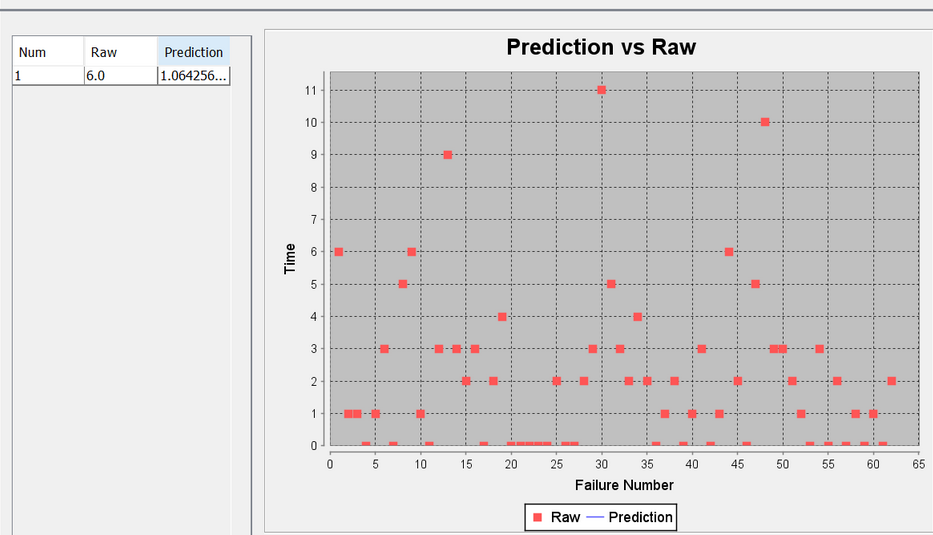 Num Raw Prediction
1 6.0 1.064256...
Prediction vs Raw
Time
11
10
9
8
7
6
5
4
3
2
1
0
0 5 10 15 20 25 30 35 40 45 50 55 60 65
Failure Number
Raw Prediction